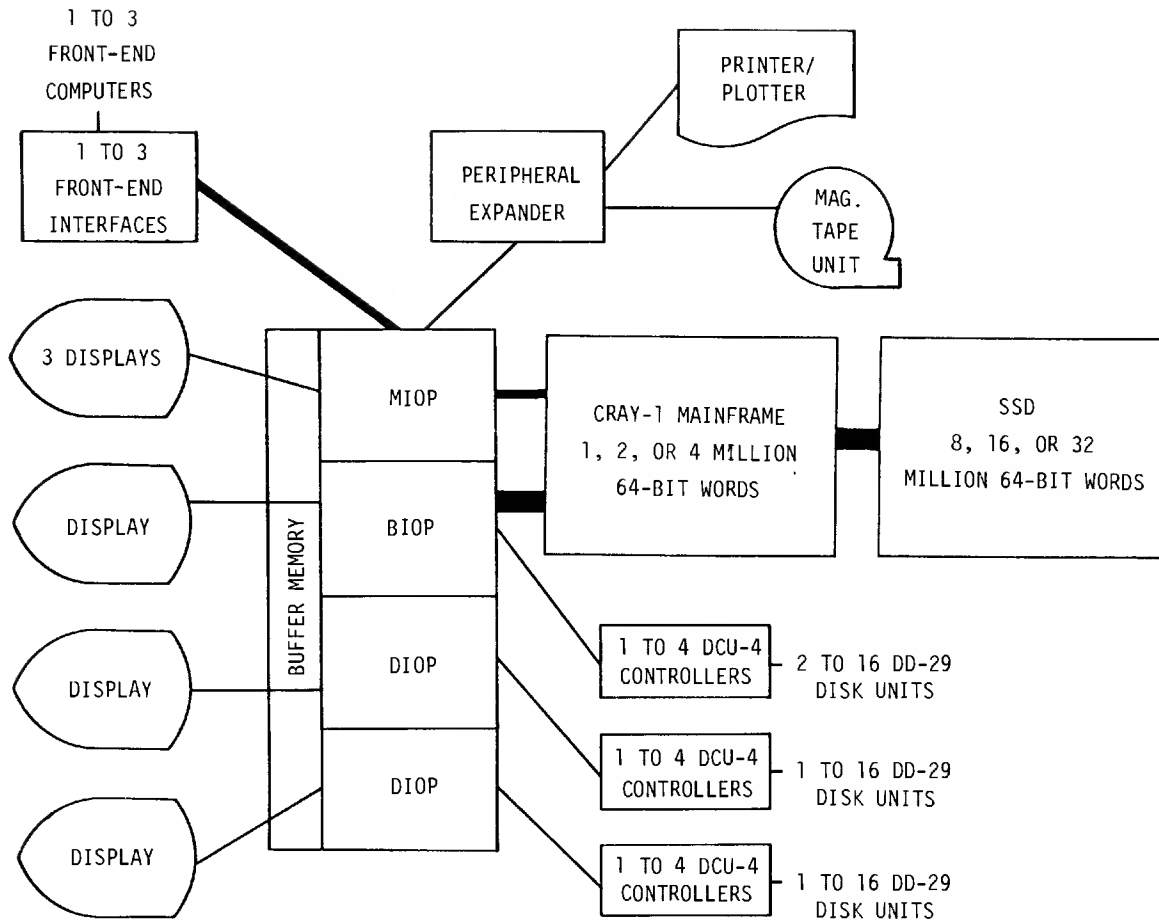 1 TO 3
FRONT-END
COMPUTERS
1 TO 3
FRONT-END
INTERFACES
PERIPHERAL
EXPANDER
PRINTER/
PLOTTER
MAG.
TAPE
UNIT
3 DISPLAYS
DISPLAY
DISPLAY
DISPLAY
BUFFER MEMORY
MIOP
BIOP
DIOP
DIOP
CRAY-1 MAINFRAME
1, 2, OR 4 MILLION
64-BIT WORDS
SSD
8, 16, OR 32
MILLION 64-BIT WORDS
1 TO 4 DCU-4
CONTROLLERS
2 TO 16 DD-29
DISK UNITS
1 TO 4 DCU-4
CONTROLLERS
1 TO 16 DD-29
DISK UNITS
1 TO 4 DCU-4
CONTROLLERS
1 TO 16 DD-29
DISK UNITS